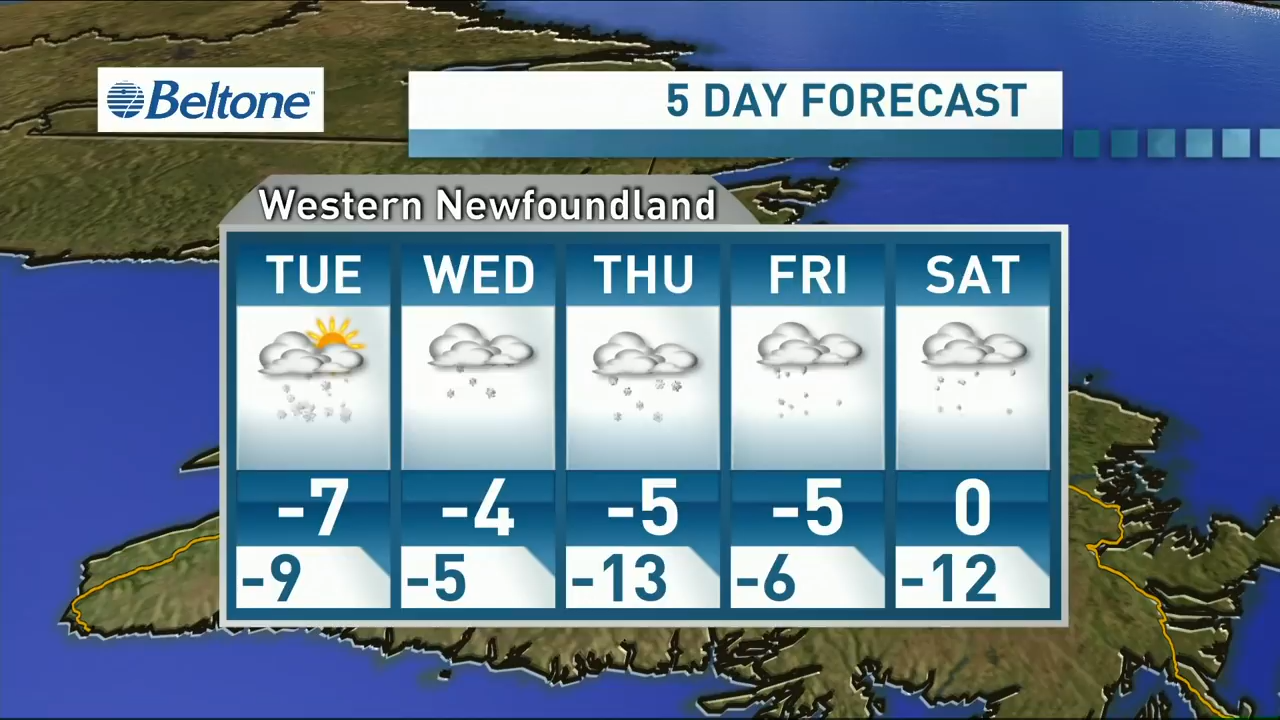 Beltone™
5 DAY FORECAST
Western Newfoundland
TUE WED THU FRI SAT
-7 -4 -5 -5 0
-9 -5 -13 -6 -12